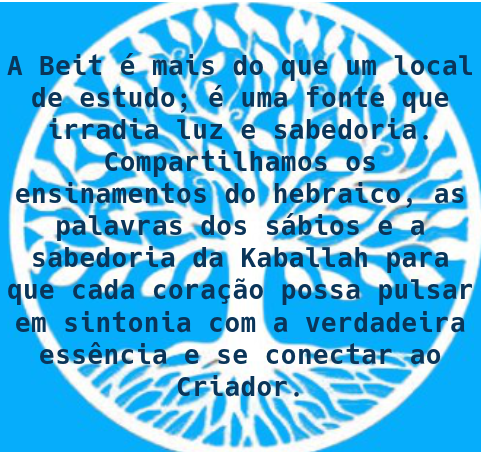 A Beit é mais do que um local
de estudo; é uma fonte que
irradia luz e sabedoria.
Compartilhamos os
ensinamentos do hebraico, as
palavras dos sábios e a
sabedoria da Kaballah para
que cada coração possa pulsar
em sintonia com a verdadeira
essência e se conectar ao
Criador.